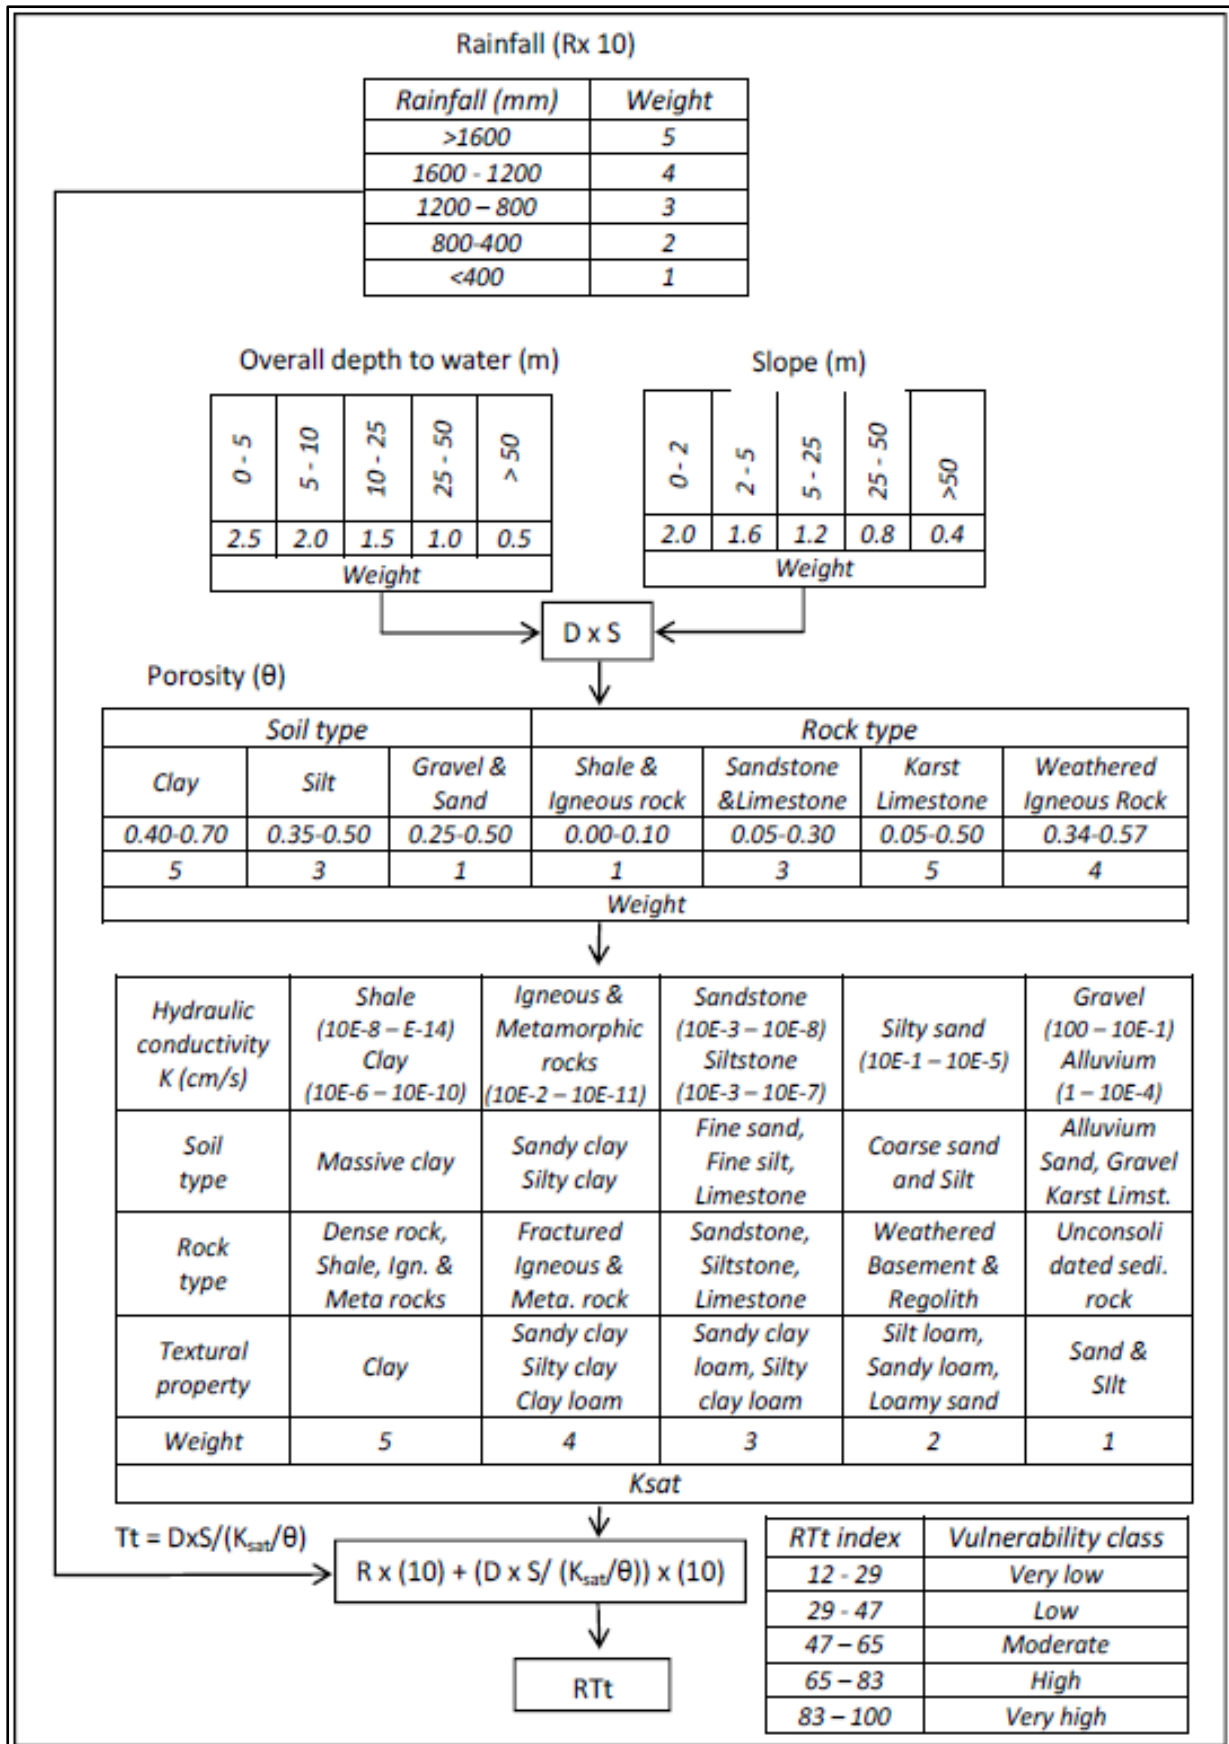 Rainfall (Rx 10)
Rainfall (mm) Weight
>1600 5
1600 - 1200 4
1200 – 800 3
800-400 2
<400 1
Overall depth to water (m)
0 - 5 5 - 10 10 - 25 25 - 50 > 50
2.5 2.0 1.5 1.0 0.5
Weight
Slope (m)
0 - 2 2 - 5 5 - 25 25 - 50 >50
2.0 1.6 1.2 0.8 0.4
Weight
D x S
Porosity (θ)
Soil type Rock type
Clay Silt Gravel & Sand Shale & Igneous rock Sandstone &Limestone Karst Limestone Weathered Igneous Rock
0.40-0.70 0.35-0.50 0.25-0.50 0.00-0.10 0.05-0.30 0.05-0.50 0.34-0.57
5 3 1 1 3 5 4
Weight
Hydraulic conductivity K (cm/s)
Shale
(10E-8 – E-14)
Clay
(10E-6 – 10E-10)
Igneous &
Metamorphic
rocks
(10E-2 – 10E-11)
Sandstone
(10E-3 – 10E-8)
Siltstone
(10E-3 – 10E-7)
Silty sand
(10E-1 – 10E-5)
Gravel
(100 – 10E-1)
Alluvium
(1 – 10E-4)
Soil
type
Massive clay
Sandy clay
Silty clay
Fine sand,
Fine silt,
Limestone
Coarse sand
and Silt
Alluvium
Sand, Gravel
Karst Limst.
Rock
type
Dense rock,
Shale, Ign. &
Meta rocks
Fractured
Igneous &
Meta. rock
Sandstone,
Siltstone,
Limestone
Weathered
Basement &
Regolith
Unconsoli
dated sedi.
rock
Textural
property
Clay
Sandy clay
Silty clay
Clay loam
Sandy clay
loam, Silty
clay loam
Silt loam,
Sandy loam,
Loamy sand
Sand &
SIlt
Weight 5 4 3 2 1
Ksat
Tt = DxS/(Ksat/θ)
R x (10) + (D x S/ (Ksat/θ)) x (10)
RTt
RTt index Vulnerability class
12 - 29 Very low
29 - 47 Low
47 – 65 Moderate
65 – 83 High
83 – 100 Very high